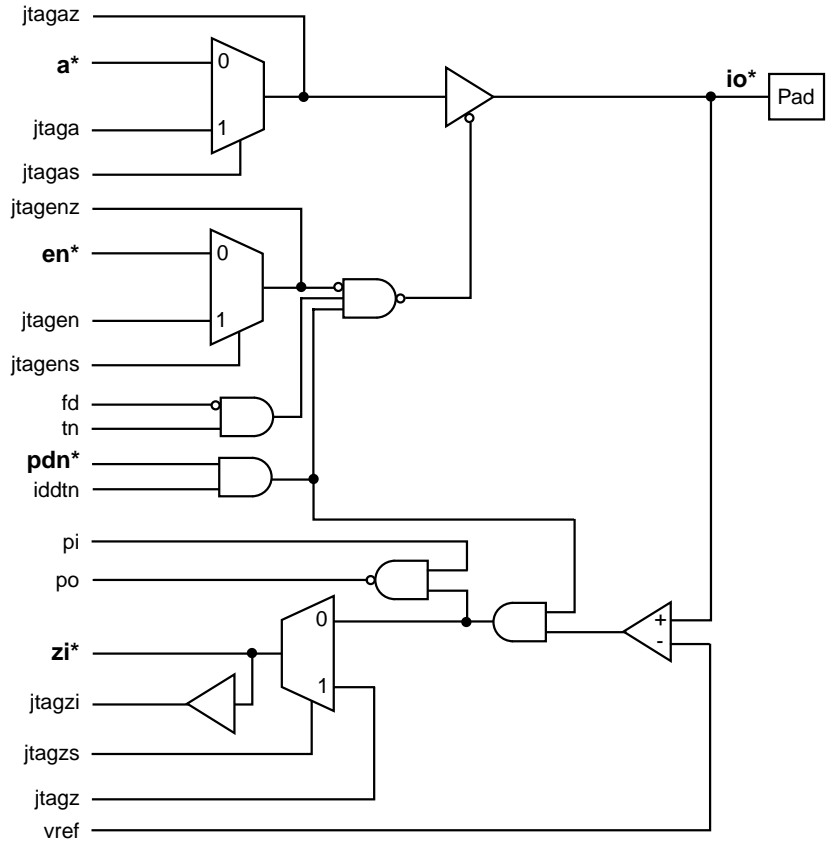 jtagaz
a*
0
io*
Pad
jtaga
1
jtagas
jtagenz
en*
0
jtagen
1
jtagens
fd
tn
pdn*
iddtn
pi
po
0
+
-
zi*
1
jtagzi
jtagzs
jtagz
vref